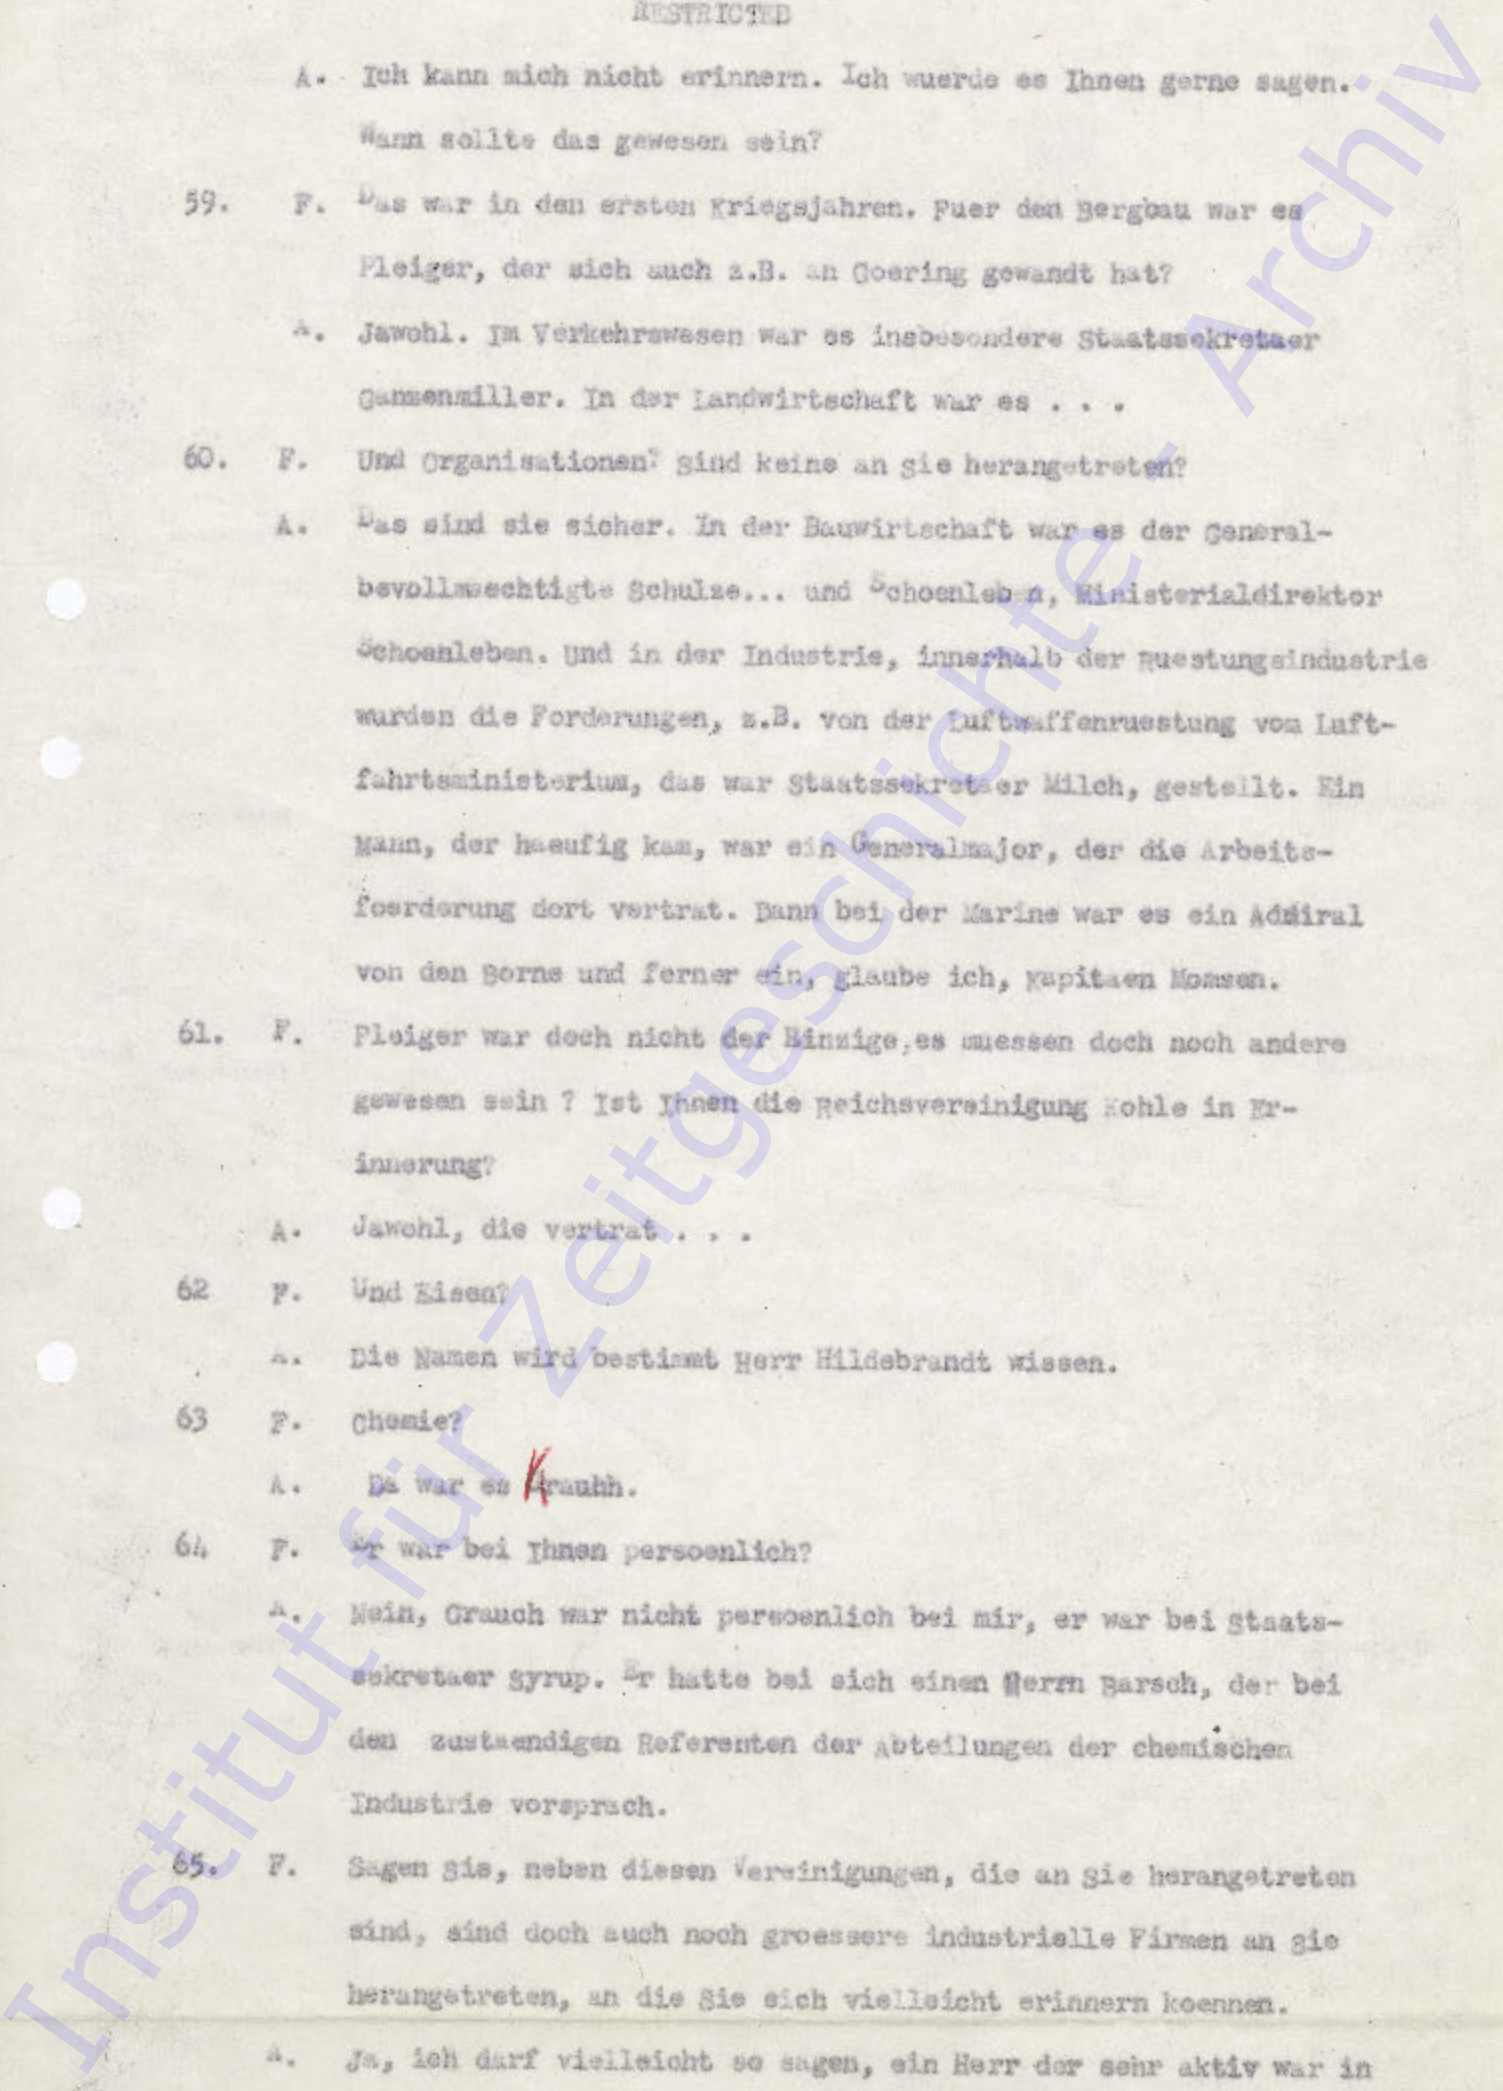 RESTRICTED
A. Ich kann mich nicht erinnern. Ich wuerde es Ihnen gerne sagen.
Wann sollte das gewesen sein?
59. F. Das war in den ersten Kriegsjahren. Fuer den Bergbau war es
Pleiger, der sich auch z.B. an Goering gewandt hat?
A. Jawohl. Im Verkehrswesen war es insbesondere Staatssekretaer
Ganzenmiller. In der Landwirtschaft war es . . .
60. F. Und Organisationen? Sind keine an Sie herangetreten?
A. Das sind sie sicher. In der Bauwirtschaft war es der General-
bevollmaechtigte Schulze... und Schoenleben, Ministerialdirektor
Schoenleben. Und in der Industrie, innerhalb der Ruestungsindustrie
wurden die Forderungen, z.B. von der Luftwaffenruestung vom Luft-
fahrtsministerium, das war Staatssekretaer Milch, gestellt. Ein
Mann, der haeufig kam, war ein Generalmajor, der die Arbeits-
foerderung dort vertrat. Dann bei der Marine war es ein Admiral
von den Borne und ferner ein, glaube ich, Kapitaen Momsen.
61. F. Pleiger war doch nicht der Einzige,es muessen doch noch andere
gewesen sein ? Ist Ihnen die Reichsvereinigung Kohle in Er-
innerung?
A. Jawohl, die vertrat . . .
62 F. Und Eisen?
A. Die Namen wird bestimmt Herr Hildebrandt wissen.
63 F. Chemie?
A. Da war es Krauhh.
64 F. Er war bei Ihnen persoenlich?
A. Nein, Grauch war nicht persoenlich bei mir, er war bei Staats-
sekretaer Syrup. Er hatte bei sich einen Herrn Barsch, der bei
den zustaendigen Referenten der Abteilungen der chemischen
Industrie vorsprach.
65. F. Sagen Sie, neben diesen Vereinigungen, die an Sie herangetreten
sind, sind doch auch noch groessere industrielle Firmen an Sie
herangetreten, an die Sie sich vielleicht erinnern koennen.
A. Ja, ich darf vielleicht so sagen, ein Herr der sehr aktiv war in
Institut für Zeitgeschichte - Archiv